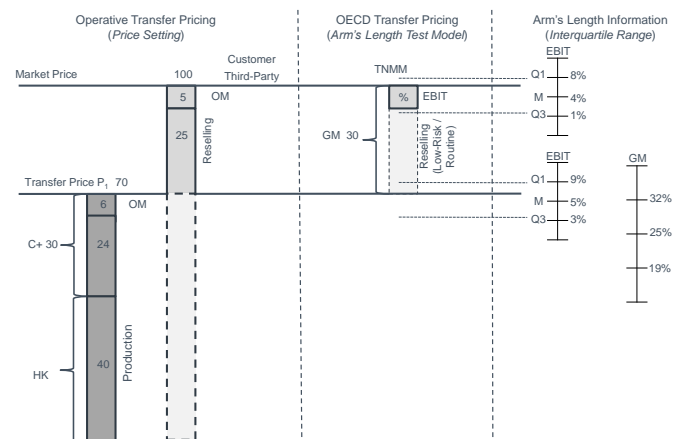 Operative Transfer Pricing
(Price Setting)
OECD Transfer Pricing
(Arm's Length Test Model)
Arm's Length Information
(Interquartile Range)
Market Price
100
Customer
Third-Party
TNMM
EBIT
Q1
8%
M
4%
Q3
1%
5
OM
25
Reselling
%
EBIT
GM 30
Reselling
(Low-Risk /
Routine)
Transfer Price P1 70
6
OM
C+ 30
24
HK
40
Production
EBIT
Q1
9%
M
5%
Q3
3%
GM
32%
25%
19%